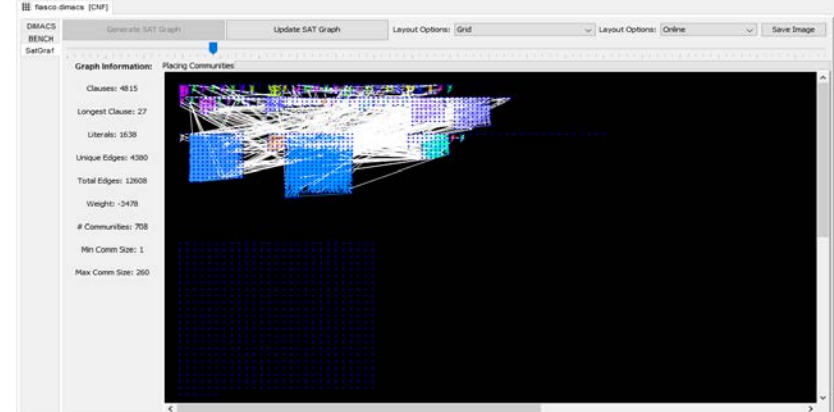 fiasco.dimacs [CNF]
DIMACS
BENCH
SatGraf
Generate SAT Graph
Update SAT Graph
Layout Options: Grid
Layout Options: Online
Save Image
Graph Information:
Placing Communities
Clauses: 4815
Longest Clause: 27
Literals: 1638
Unique Edges: 4380
Total Edges: 12608
Weight: -3478
# Communities: 708
Min Comm Size: 1
Max Comm Size: 260